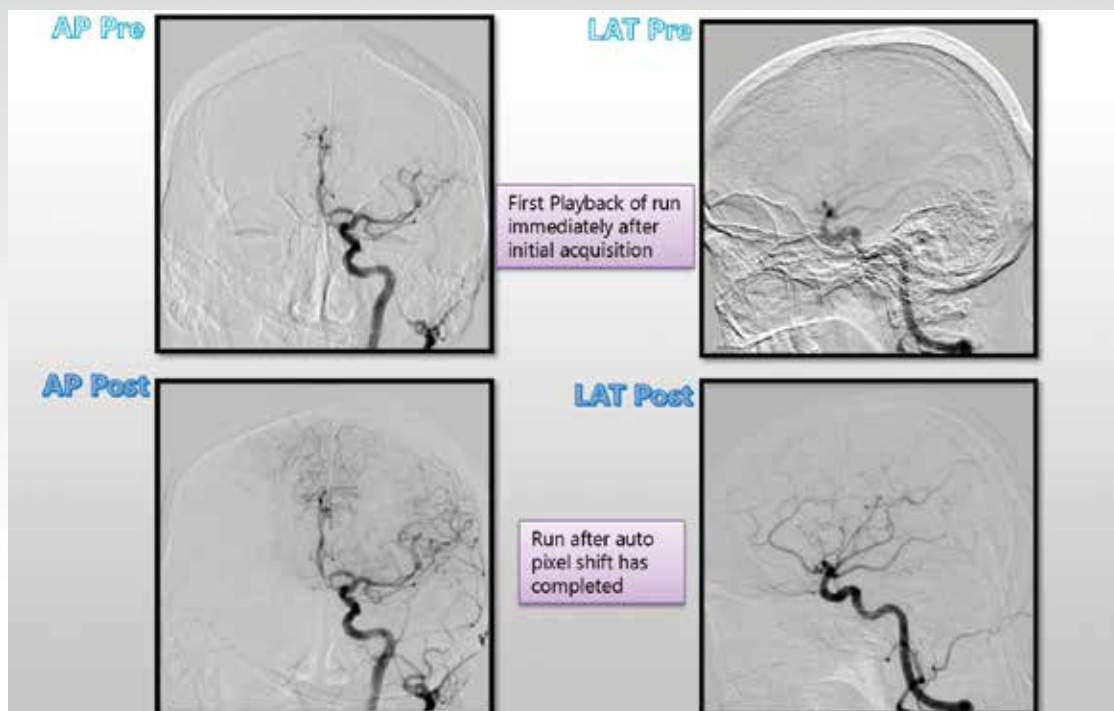 AP Pre
LAT Pre
First Playback of run
immediately after
initial acquisition
AP Post
LAT Post
Run after auto
pixel shift has
completed